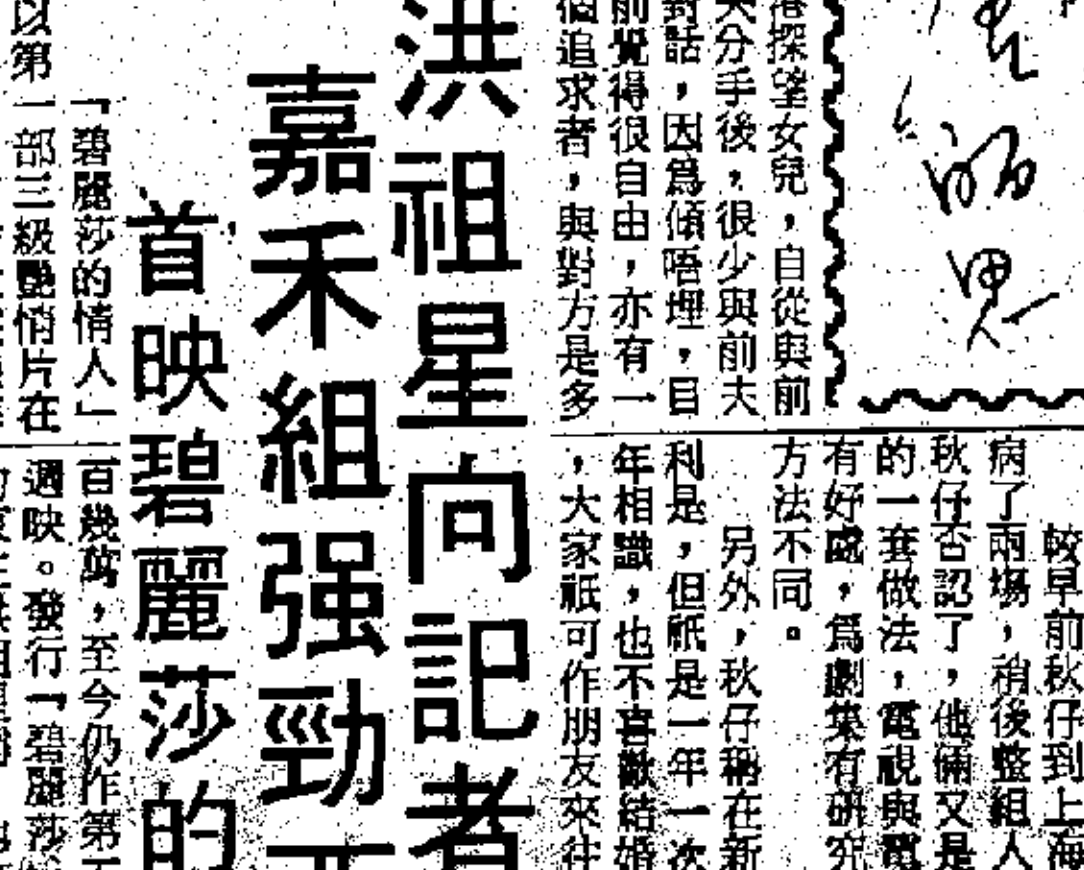 港探望女兒，自從與前
夫分手後，很少與前夫
對話，因爲傾唔埋，目
前覺得很自由，亦有一
個追求者，與對方是多
較早前秋仔到上海
病了兩場，稍後整組人
秋仔否認了，他倆又是
的一套做法，電視與電
有好處，爲劇集有研究
方法不同。
另外，秋仔稱在新
利是，但祇是一年一次
年相識，也不喜歡結婚
，大家祇可作朋友來往
洪祖星向記者
嘉禾組强勁
首映碧麗莎的
「碧麗莎的情人」
以第一部三級艷情片在
百幾萬，至今仍作第
週映。發行「碧麗莎